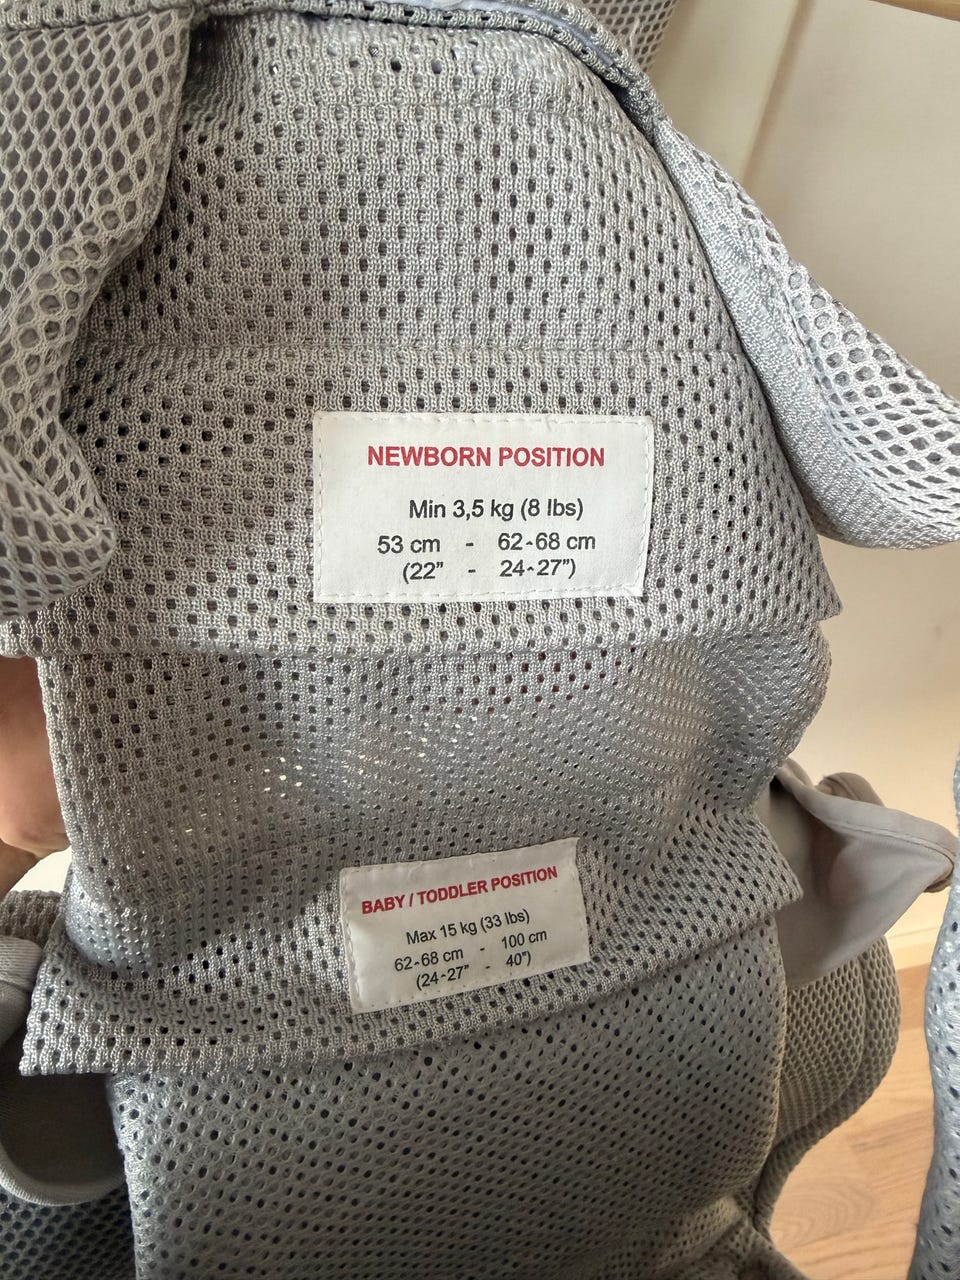 NEWBORN POSITION
Min 3,5 kg (8 lbs)
53 cm - 62-68 cm
(22" - 24-27")
BABY / TODDLER POSITION
Max 15 kg (33 lbs)
62-68 cm - 100 cm
(24-27" - 40")